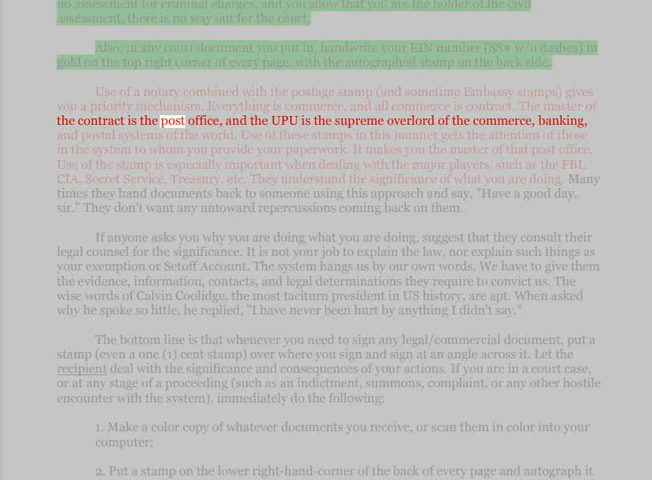 no assessment for criminal charges, and you show that you are the holder of the civil
assessment, there is no way out for the court.
Also, in any court document you put in, handwrite your EIN number [SS# w/o dashes] in
gold on the top right corner of every page, with the autographed stamp on the back side.
Use of a notary combined with the postage stamp (and sometime Embassy stamps) gives
you a priority mechanism. Everything is commerce, and all commerce is contract. The master of
the contract is the post office, and the UPU is the supreme overlord of the commerce, banking,
and postal systems of the world. Use of these stamps in this manner gets the attention of those
in the system to whom you provide your paperwork. It makes you the master of that post office.
Use of the stamp is especially important when dealing with the major players, such as the FBI,
CIA, Secret Service, Treasury, etc. They understand the significance of what you are doing. Many
times they hand documents back to someone using this approach and say, "Have a good day,
sir." They don't want any untoward repercussions coming back on them.
If anyone asks you why you are doing what you are doing, suggest that they consult their
legal counsel for the significance. It is not your job to explain the law, nor explain such things as
your exemption or Setoff Account. The system hangs us by our own words. We have to give them
the evidence, information, contacts, and legal determinations they require to convict us. The
wise words of Calvin Coolidge, the most taciturn president in US history, are apt. When asked
why he spoke so little, he replied, "I have never been hurt by anything I didn't say."
The bottom line is that whenever you need to sign any legal/commercial document, put a
stamp (even a one (1) cent stamp) over where you sign and sign at an angle across it. Let the
recipient deal with the significance and consequences of your actions. If you are in a court case,
or at any stage of a proceeding (such as an indictment, summons, complaint, or any other hostile
encounter with the system), immediately do the following:
1. Make a color copy of whatever documents you receive, or scan them in color into your
computer;
2. Put a stamp on the lower right-hand-corner of the back of every page and autograph it